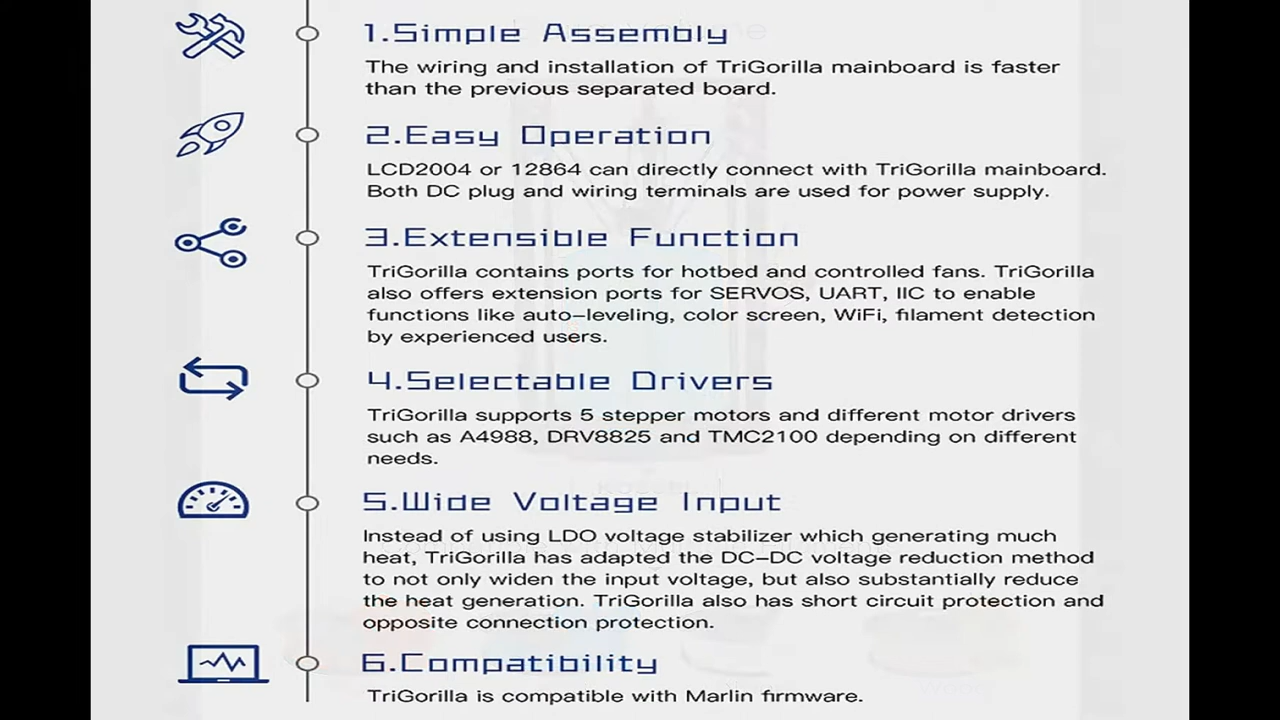 1.Simple Assembly
The wiring and installation of TriGorilla mainboard is faster
than the previous separated board.
2.Easy Operation
LCD2004 or 12864 can directly connect with TriGorilla mainboard.
Both DC plug and wiring terminals are used for power supply.
3.Extensible Function
TriGorilla contains ports for hotbed and controlled fans. TriGorilla
also offers extension ports for SERVOS, UART, IIC to enable
functions like auto–leveling, color screen, WiFi, filament detection
by experienced users.
4.Selectable Drivers
TriGorilla supports 5 stepper motors and different motor drivers
such as A4988, DRV8825 and TMC2100 depending on different
needs.
5.Wide Voltage Input
Instead of using LDO voltage stabilizer which generating much
heat, TriGorilla has adapted the DC–DC voltage reduction method
to not only widen the input voltage, but also substantially reduce
the heat generation. TriGorilla also has short circuit protection and
opposite connection protection.
6.Compatibility
TriGorilla is compatible with Marlin firmware.